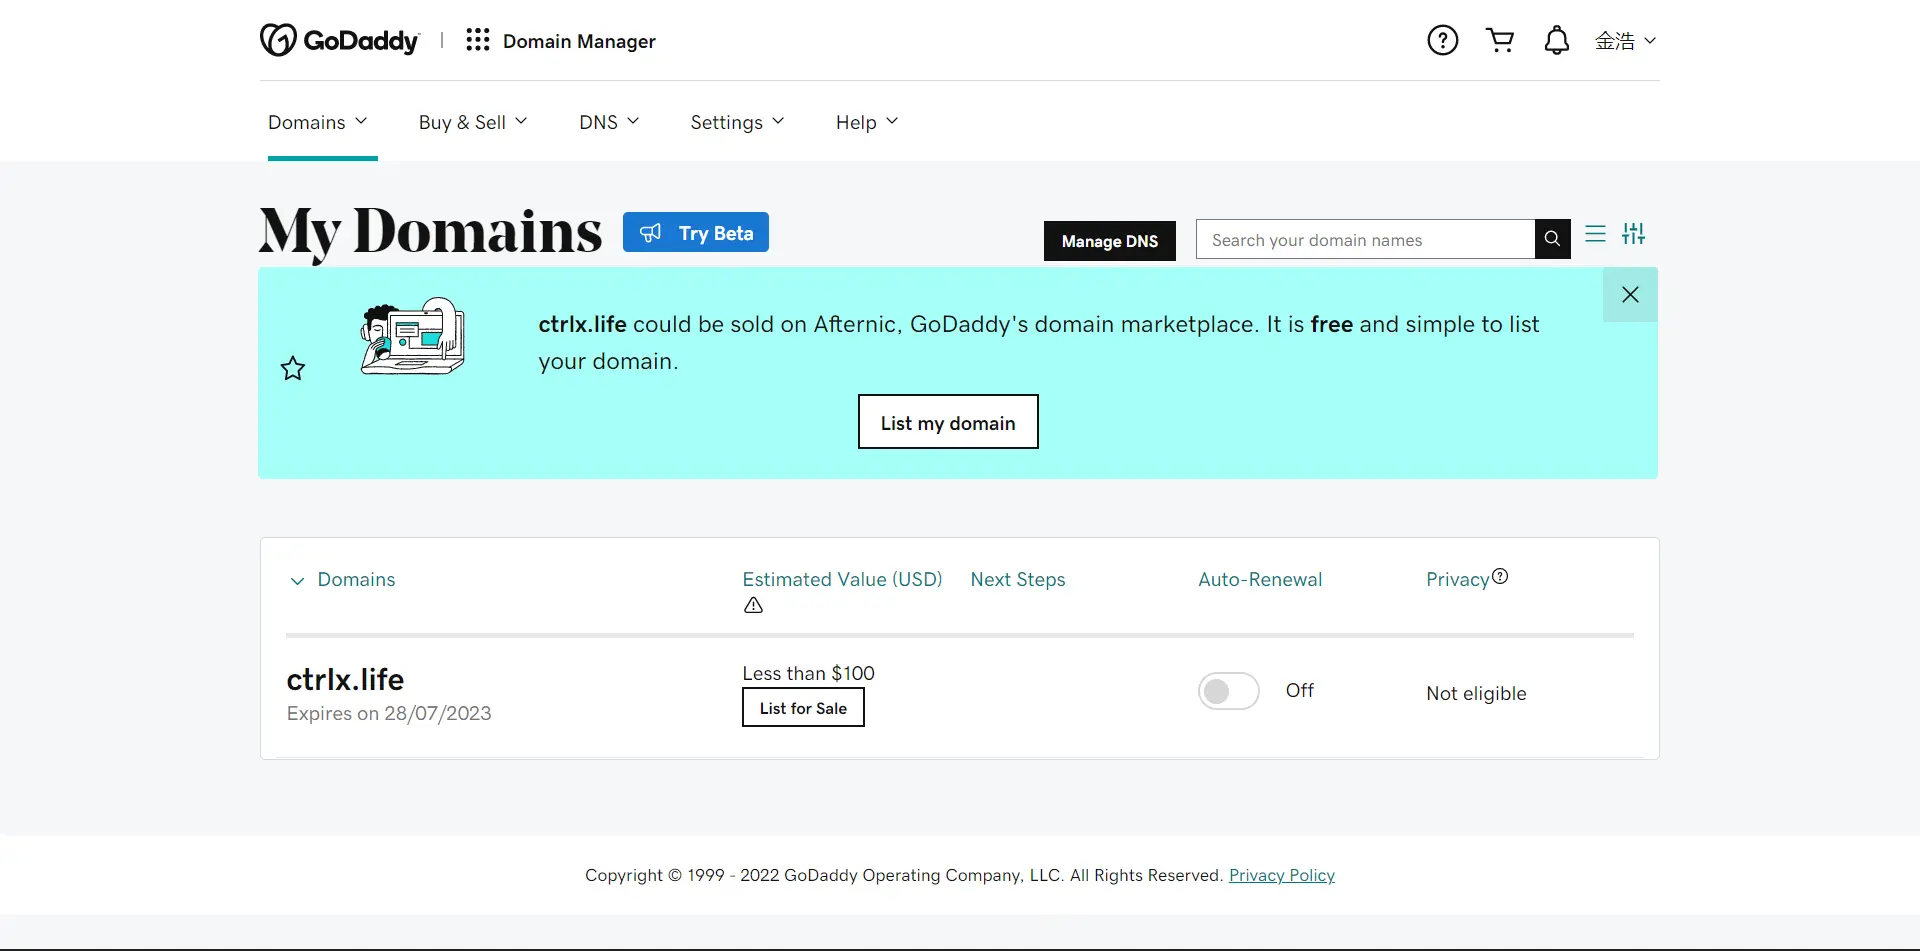 GoDaddy Domain Manager 金浩
Domains Buy & Sell DNS Settings Help
My Domains Try Beta Manage DNS Search your domain names
ctrlx.life could be sold on Afternic, GoDaddy's domain marketplace. It is free and simple to list
your domain.
List my domain
Domains Estimated Value (USD) Next Steps Auto-Renewal Privacy
ctrlx.life Less than $100 Off Not eligible
Expires on 28/07/2023 List for Sale
Copyright © 1999 - 2022 GoDaddy Operating Company, LLC. All Rights Reserved. Privacy Policy